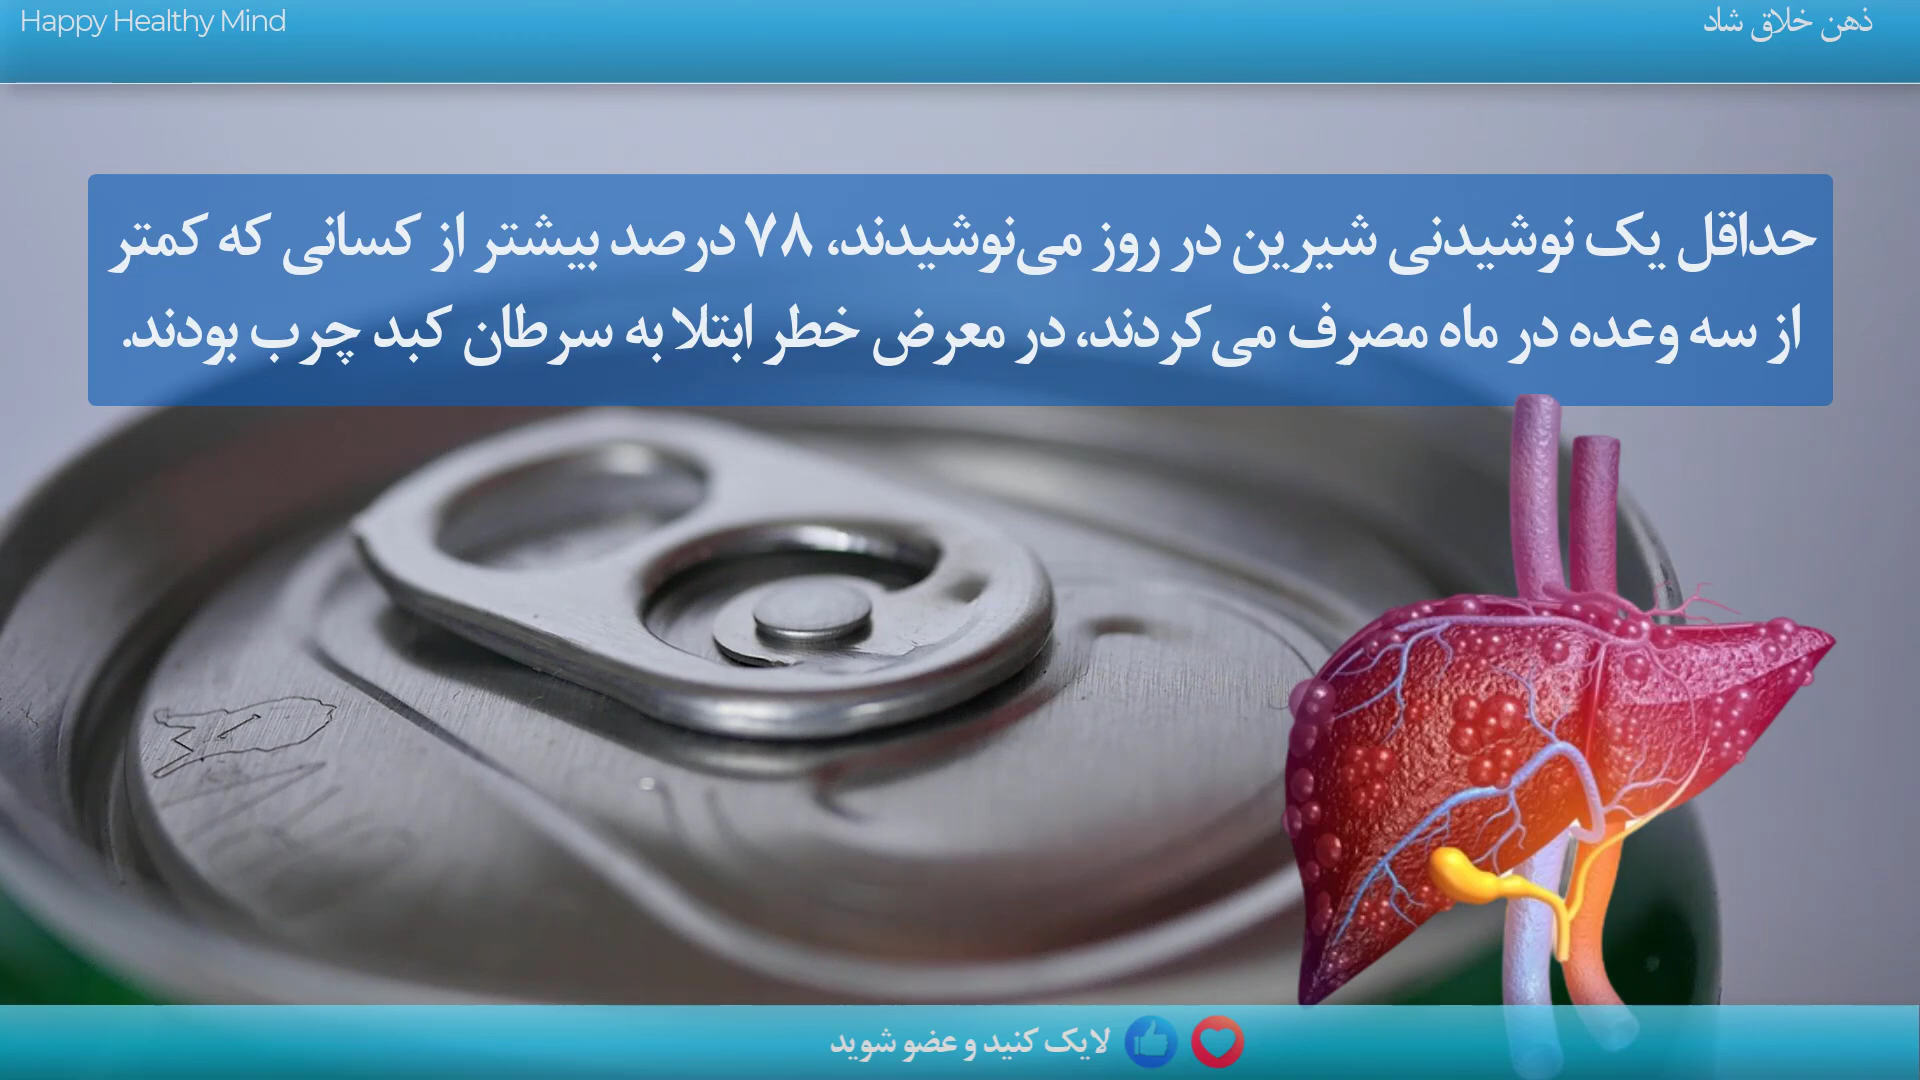 Happy Healthy Mind
ذهن خلاق شاد
حداقل یک نوشیدنی شیرین در روز می‌نوشیدند، ۷۸ درصد بیشتر از کسانی که کمتر
از سه وعده در ماه مصرف می‌کردند، در معرض خطر ابتلا به سرطان کبد چرب بودند.
لایک کنید و عضو شوید